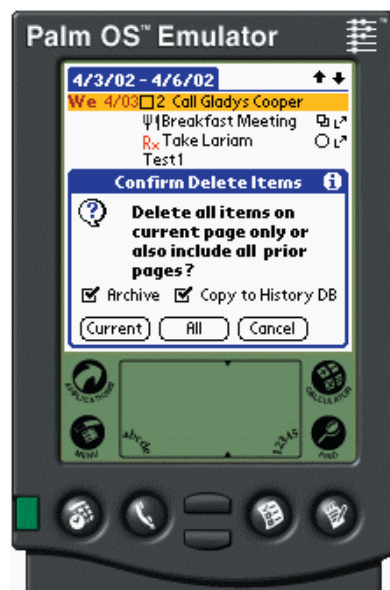 Palm OS™ Emulator
4/3/02 - 4/6/02
We 4/03 2 Call Gladys Cooper
Breakfast Meeting
Rx Take Lariam
Test1
Confirm Delete Items
Delete all items on
current page only or
also include all prior
pages?
Archive Copy to History DB
Current All Cancel
APPLICATIONS
CALCULATOR
MENU
abcde
12345
FIND